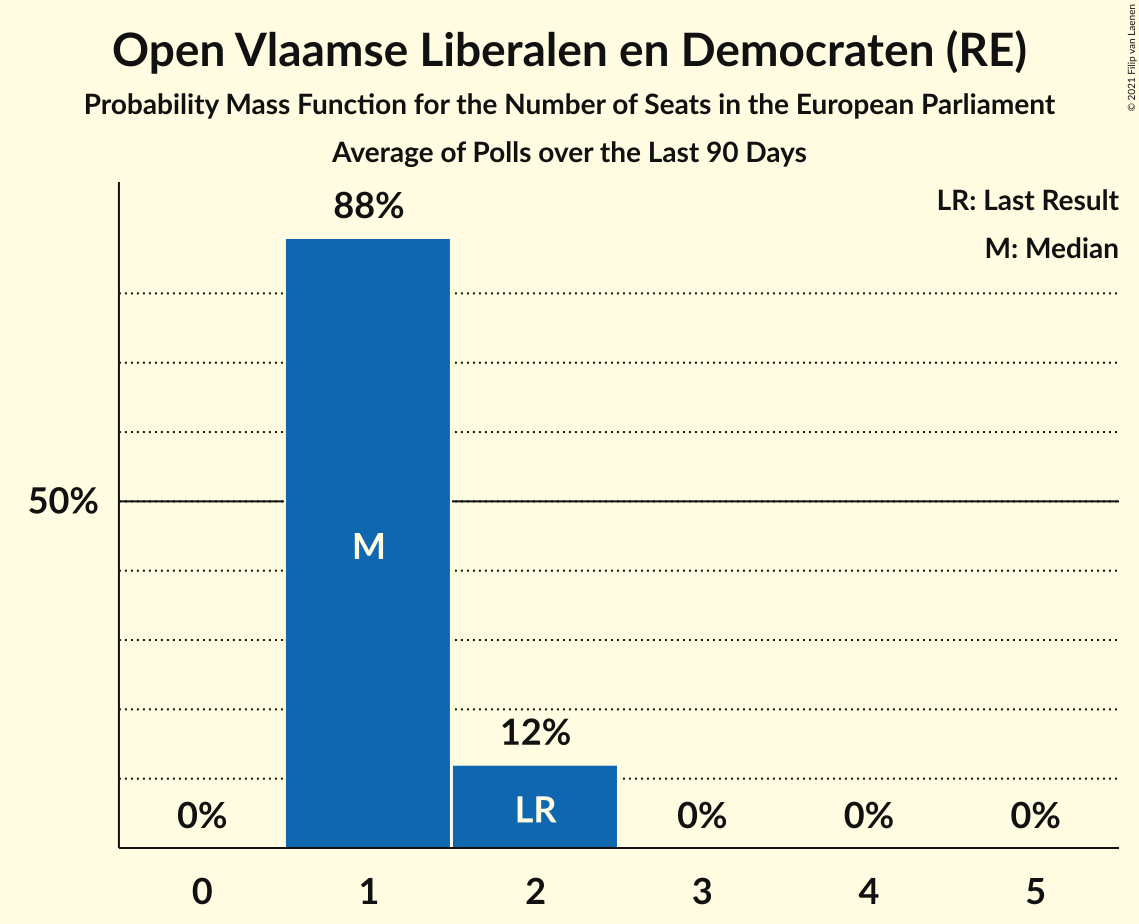 Open Vlaamse Liberalen en Democraten (RE)
Probability Mass Function for the Number of Seats in the European Parliament
Average of Polls over the Last 90 Days
© 2021 Filip van Laenen
LR: Last Result
M: Median
88%
50%
M
12%
LR
0%
0%
0%
0%
0 1 2 3 4 5